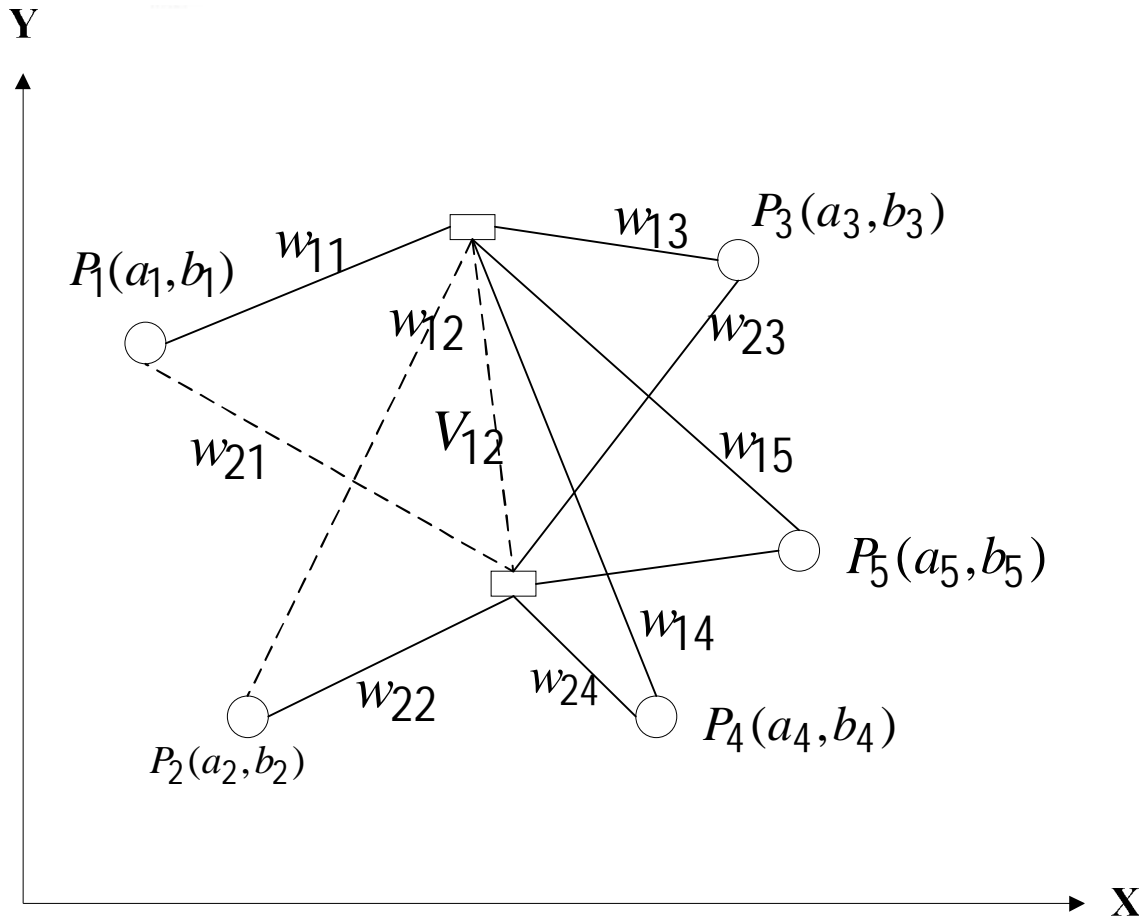 Y
P₃(a₃,b₃)
w₁₃
w₁₁
P₁(a₁,b₁)
w₁₂
w₂₃
V₁₂
w₁₅
w₂₁
P₅(a₅,b₅)
w₁₄
w₂₄
w₂₂
P₄(a₄,b₄)
P₂(a₂,b₂)
X